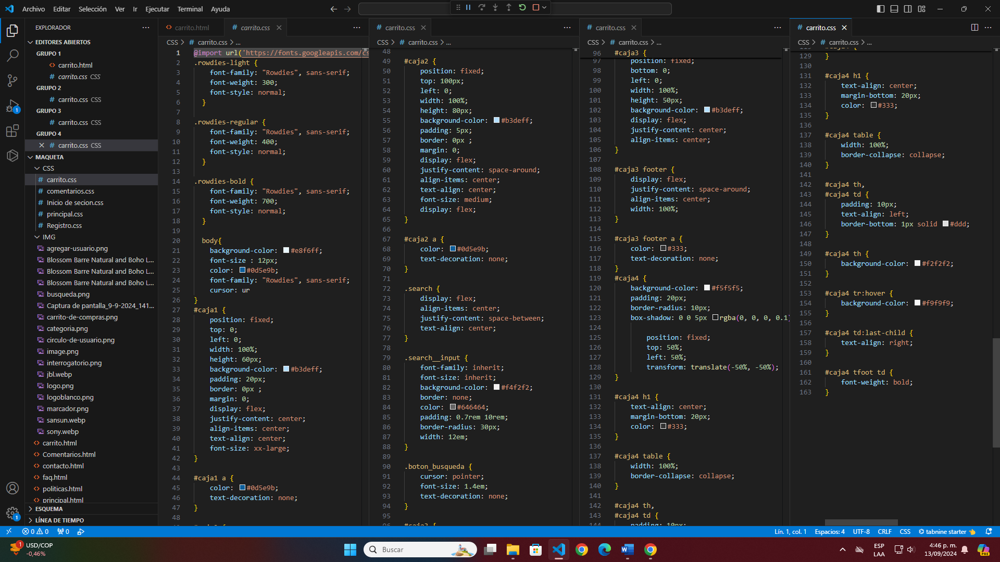 Archivo Editar Selección Ver Ir Ejecutar Terminal Ayuda
EXPLORADOR
EDITORES ABIERTOS
GRUPO 1
carrito.html
carrito.css CSS
GRUPO 2
carrito.css CSS
GRUPO 3
carrito.css CSS
GRUPO 4
carrito.css CSS
MAQUETA
CSS
carrito.css
comentarios.css
Inicio de secion.css
principal.css
Registro.css
IMG
agregar-usuario.png
Blossom Barre Natural and Boho L...
Blossom Barre Natural and Boho L...
Blossom Barre Natural and Boho L...
busqueda.png
Captura de pantalla_9-9-2024_141...
carrito-de-compras.png
categoria.png
circulo-de-usuario.png
image.png
interrogatorio.png
jbl.webp
logo.png
logoblanco.png
marcador.png
sansun.webp
sony.webp
carrito.html
Comentarios.html
contacto.html
faq.html
politicas.html
principal.html
ESQUEMA
LÍNEA DE TIEMPO
carrito.html # carrito.css
CSS > # carrito.css > ...
1 @import url('https://fonts.googleapis.com/cs
2 .rowdies-light {
3 font-family: "Rowdies", sans-serif;
4 font-weight: 300;
5 font-style: normal;
6 }
7
8 .rowdies-regular {
9 font-family: "Rowdies", sans-serif;
10 font-weight: 400;
11 font-style: normal;
12 }
13
14 .rowdies-bold {
15 font-family: "Rowdies", sans-serif;
16 font-weight: 700;
17 font-style: normal;
18 }
19
20 body{
21 background-color: #e8f6ff;
22 font-size : 12px;
23 color: #0d5e9b;
24 font-family: "Rowdies", sans-serif;
25 cursor: ur
26 }
27 #caja1 {
28 position: fixed;
29 top: 0;
30 left: 0;
31 width: 100%;
32 height: 60px;
33 background-color: #b3deff;
34 padding: 20px;
35 border: 0px ;
36 margin: 0;
37 display: flex;
38 justify-content: center;
39 align-items: center;
40 text-align: center;
41 font-size: xx-large;
42 }
43
44 #caja1 a {
45 color: #0d5e9b;
46 text-decoration: none;
47 }
48
# carrito.css
CSS > # carrito.css > ...
48
49 #caja2 {
50 position: fixed;
51 top: 100px;
52 left: 0;
53 width: 100%;
54 height: 80px;
55 background-color: #b3deff;
56 padding: 5px;
57 border: 0px ;
58 margin: 0;
59 display: flex;
60 justify-content: space-around;
61 align-items: center;
62 text-align: center;
63 font-size: medium;
64 display: flex;
65 }
66
67 #caja2 a {
68 color: #0d5e9b;
69 text-decoration: none;
70 }
71
72 .search {
73 display: flex;
74 align-items: center;
75 justify-content: space-between;
76 text-align: center;
77 }
78
79 .search__input {
80 font-family: inherit;
81 font-size: inherit;
82 background-color: #f4f2f2;
83 border: none;
84 color: #646464;
85 padding: 0.7rem 10rem;
86 border-radius: 30px;
87 width: 12em;
88 }
89
90 .boton_busqueda {
91 cursor: pointer;
92 font-size: 1.4em;
93 text-decoration: none;
94 }
95
# carrito.css
CSS > # carrito.css > ...
96 #caja3 {
97 position: fixed;
98 bottom: 0;
99 left: 0;
100 width: 100%;
101 height: 50px;
102 background-color: #b3deff;
103 display: flex;
104 justify-content: center;
105 align-items: center;
106 }
107
108 #caja3 footer {
109 display: flex;
110 justify-content: space-around;
111 align-items: center;
112 width: 100%;
113 }
114
115 #caja3 footer a {
116 color: #333;
117 text-decoration: none;
118 }
119 #caja4 {
120 background-color: #f5f5f5;
121 padding: 20px;
122 border-radius: 10px;
123 box-shadow: 0 0 5px rgba(0, 0, 0, 0.1)
124
125 position: fixed;
126 top: 50%;
127 left: 50%;
128 transform: translate(-50%, -50%);
129 }
130
131 #caja4 h1 {
132 text-align: center;
133 margin-bottom: 20px;
134 color: #333;
135 }
136
137 #caja4 table {
138 width: 100%;
139 border-collapse: collapse;
140 }
141
142 #caja4 th,
143 #caja4 td {
144 padding: 10px;
# carrito.css
CSS > # carrito.css > ...
129 }
130
131 #caja4 h1 {
132 text-align: center;
133 margin-bottom: 20px;
134 color: #333;
135 }
136
137 #caja4 table {
138 width: 100%;
139 border-collapse: collapse;
140 }
141
142 #caja4 th,
143 #caja4 td {
144 padding: 10px;
145 text-align: left;
146 border-bottom: 1px solid #ddd;
147 }
148
149 #caja4 th {
150 background-color: #f2f2f2;
151 }
152
153 #caja4 tr:hover {
154 background-color: #f9f9f9;
155 }
156
157 #caja4 td:last-child {
158 text-align: right;
159 }
160
161 #caja4 tfoot td {
162 font-weight: bold;
163 }
0 0 0 Lín. 1, col. 1 Espacios: 4 UTF-8 CRLF CSS tabnine starter
1 USD/COP
-0,46%
Buscar
ESP
LAA
4:46 p. m.
13/09/2024
PRE